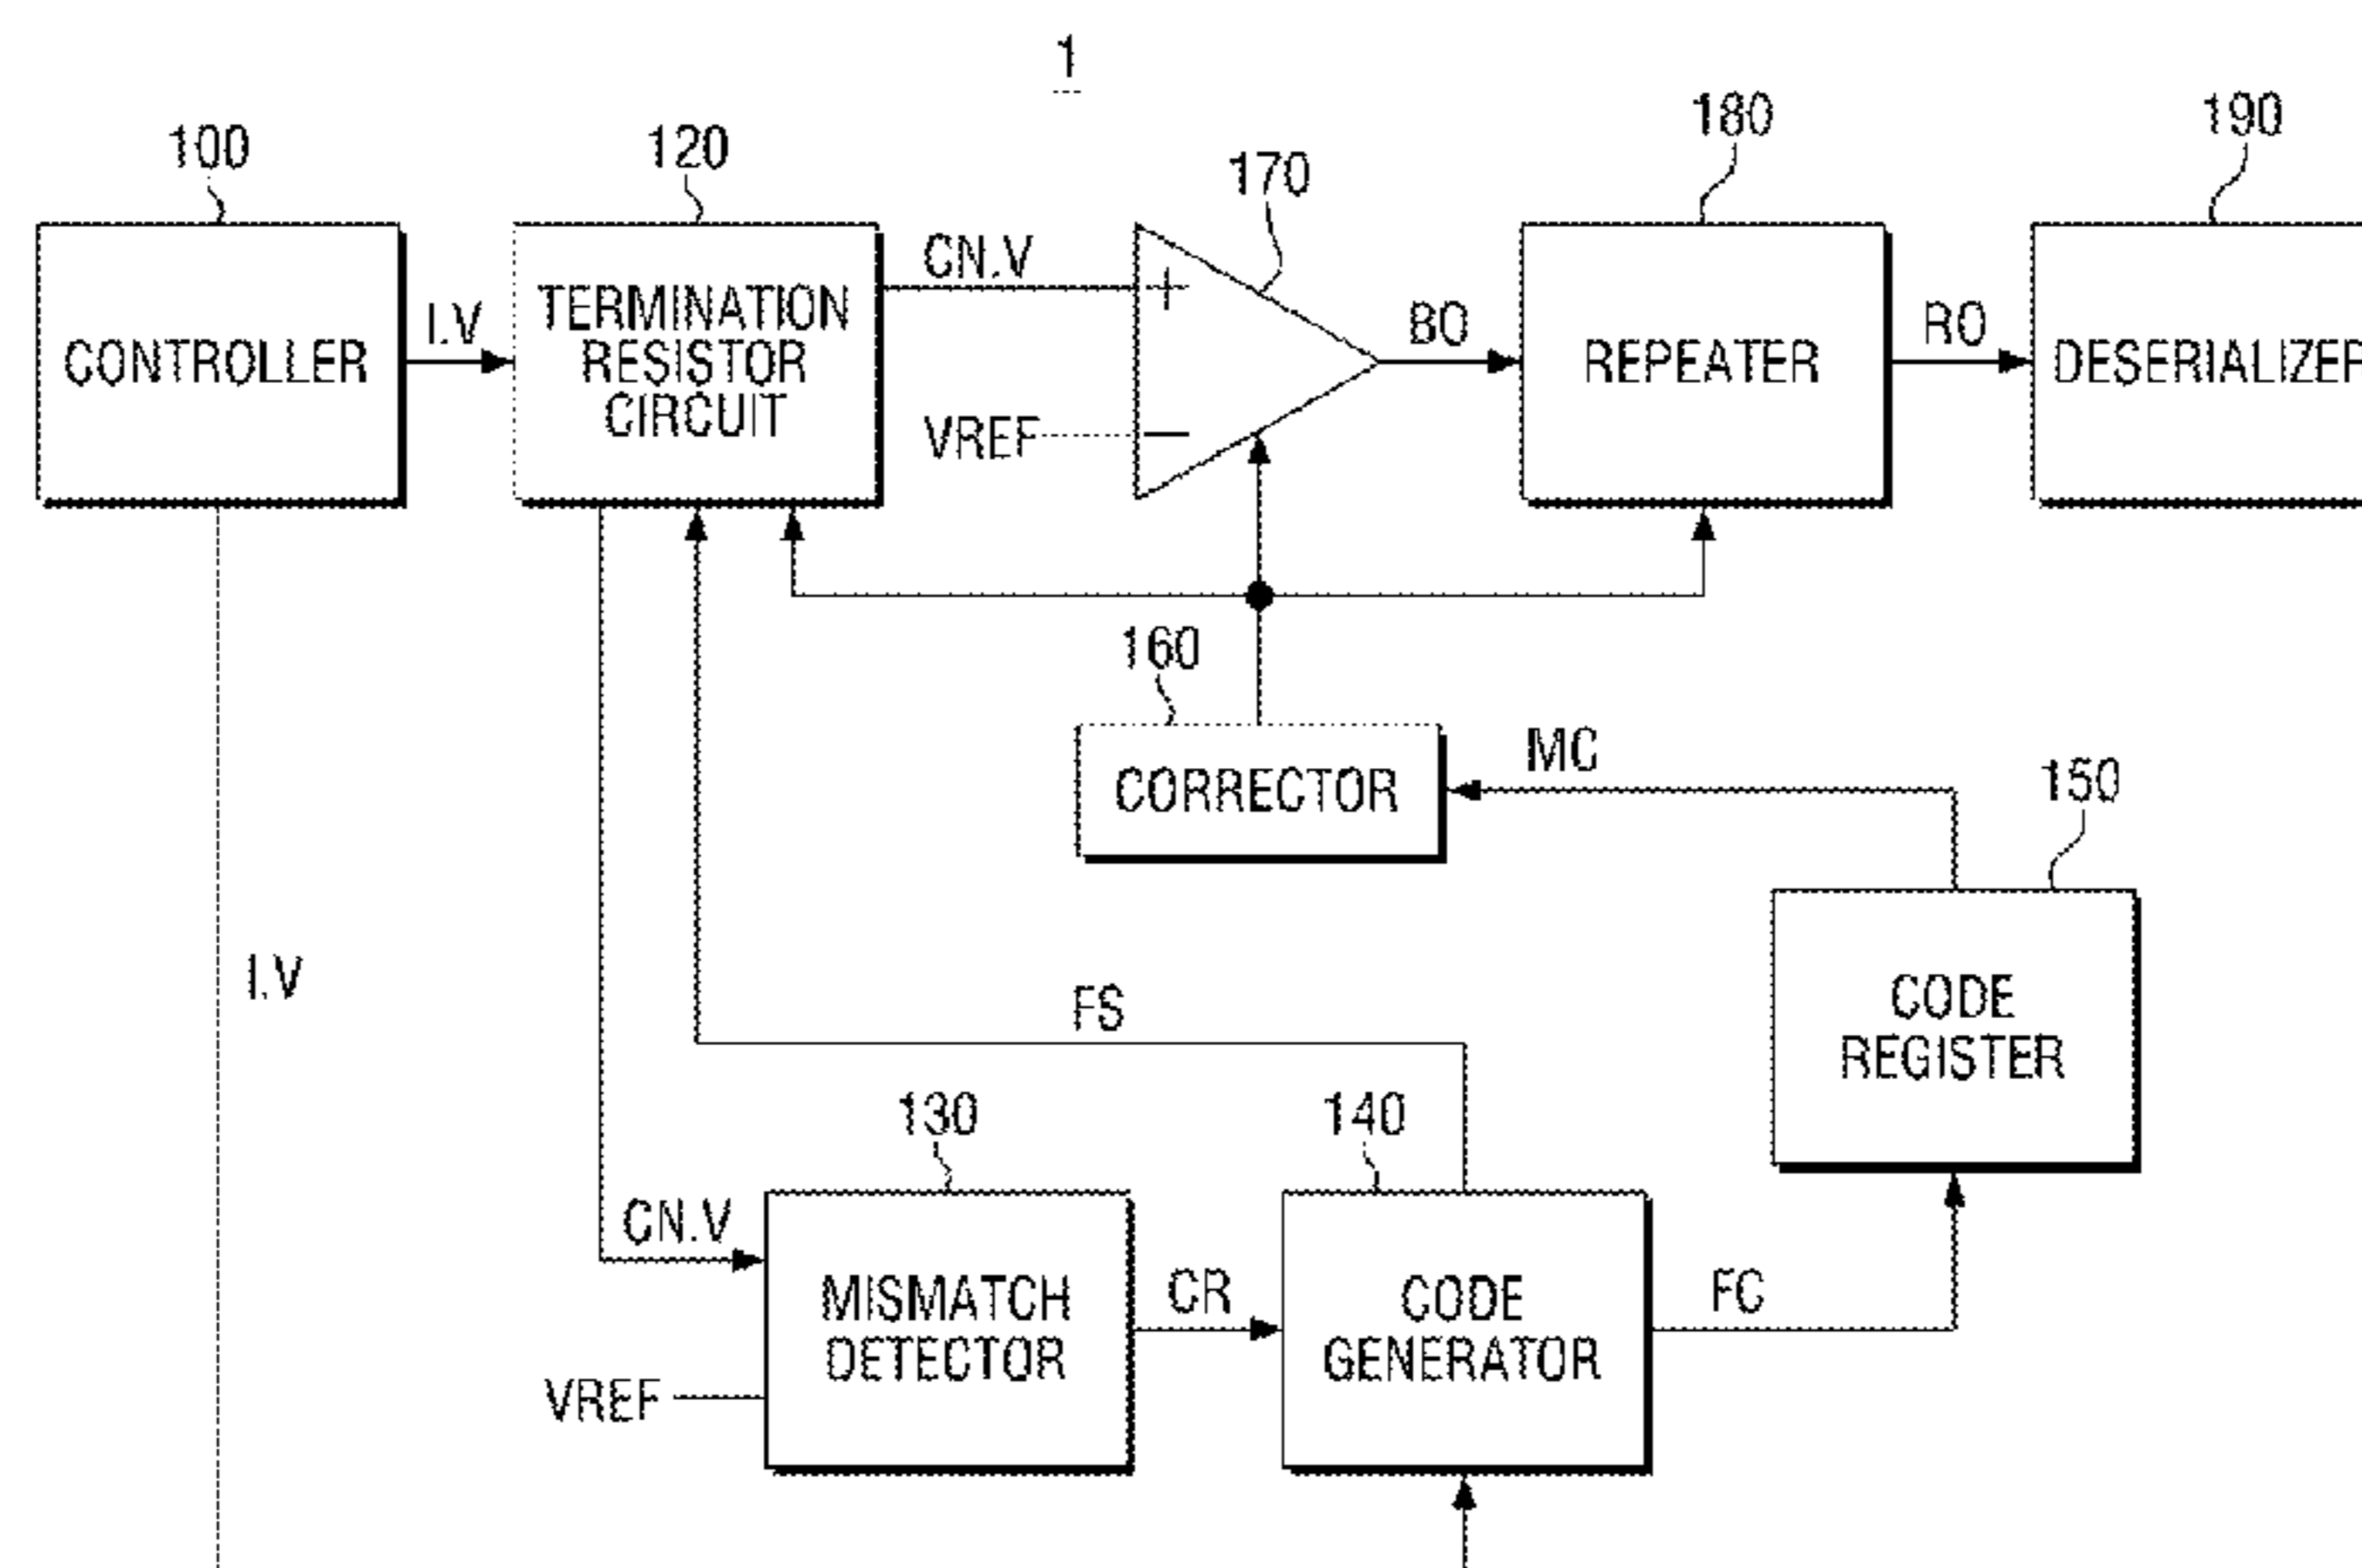 1
100
120
170
180
190
CONTROLLER
I.V
TERMINATION
RESISTOR
CIRCUIT
CN.V
+
VREF
—
BO
REPEATER
RO
DESERIALIZER
160
CORRECTOR
MC
150
CODE
REGISTER
I.V
FS
130
140
CN.V
MISMATCH
DETECTOR
VREF
CR
CODE
GENERATOR
FC